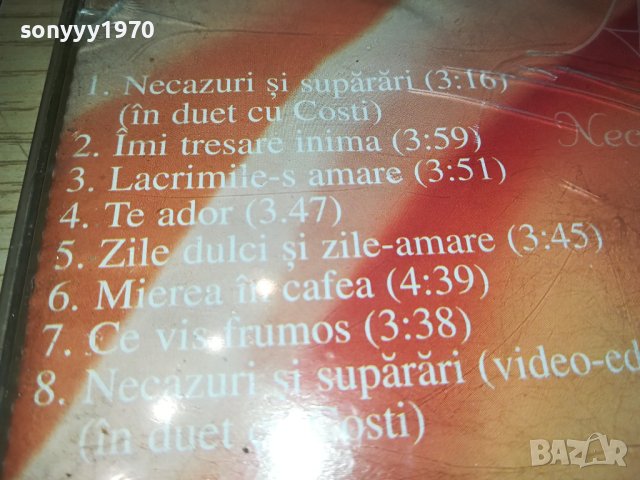 sonyyy1970
1. Necazuri și supărări (3:16)
(în duet cu Costi)
2. Îmi tresare inima (3:59)
3. Lacrimile-s amare (3:51)
4. Te ador (3.47)
5. Zile dulci și zile-amare (3:45)
6. Mierea în cafea (4:39)
7. Ce vis frumos (3:38)
8. Necazuri și supărări (video-ed
(în duet cu Costi)
Nec
BAZAR